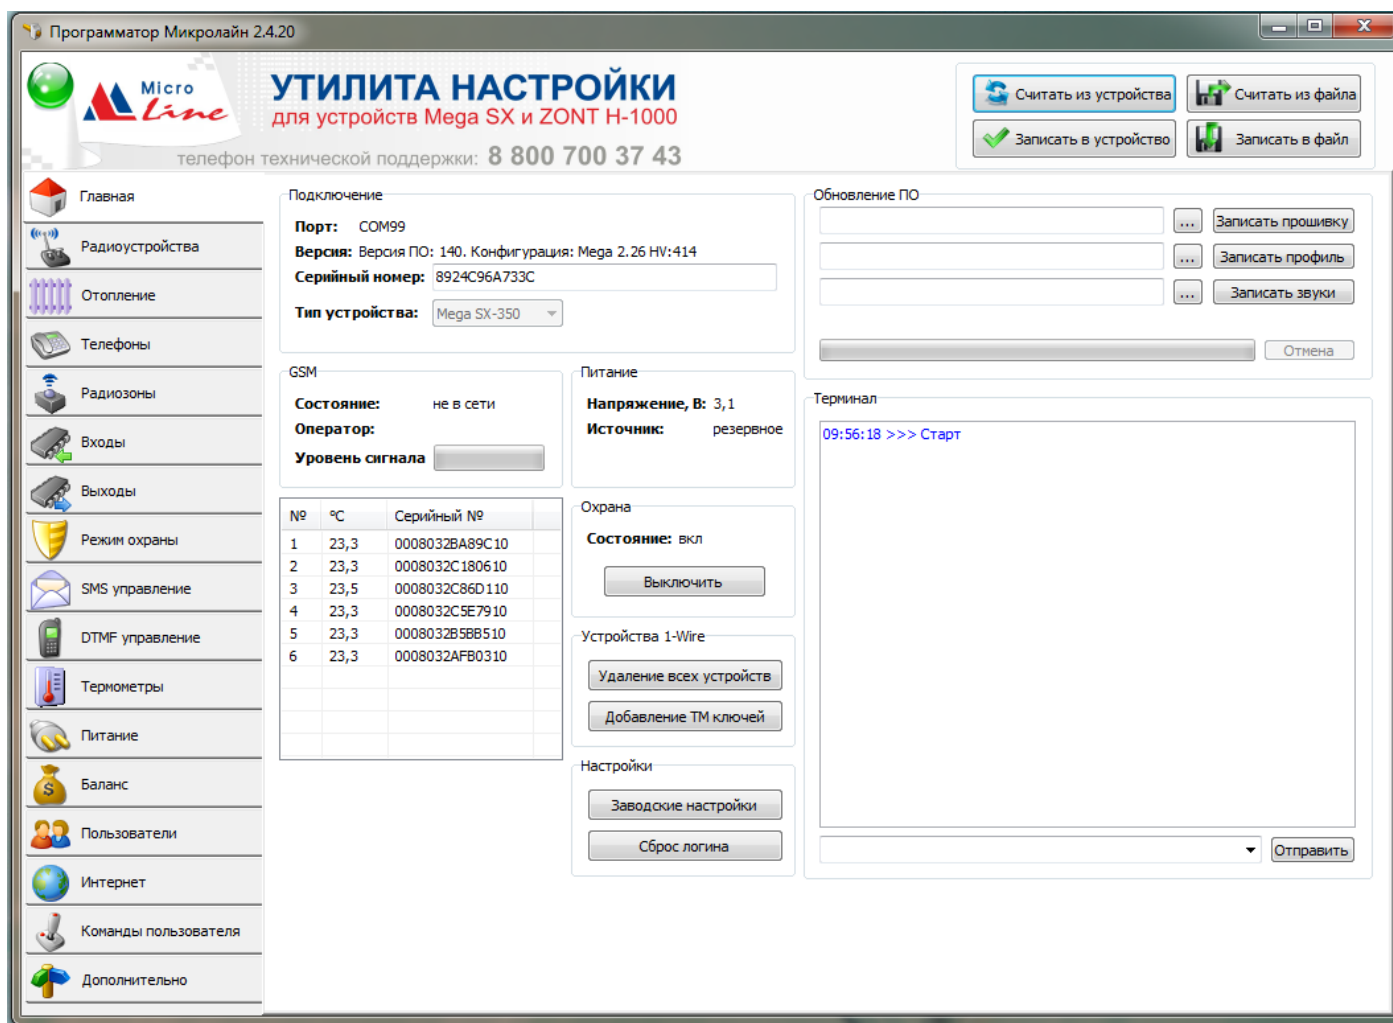 Программатор Микролайн 2.4.20
Micro
Line
УТИЛИТА НАСТРОЙКИ
для устройств Mega SX и ZONT H-1000
телефон технической поддержки: 8 800 700 37 43
Считать из устройства
Считать из файла
Записать в устройство
Записать в файл
Главная
Радиоустройства
Отопление
Телефоны
Радиозоны
Входы
Выходы
Режим охраны
SMS управление
DTMF управление
Термометры
Питание
Баланс
Пользователи
Интернет
Команды пользователя
Дополнительно
Подключение
Порт: COM99
Версия: Версия ПО: 140. Конфигурация: Mega 2.26 HV:414
Серийный номер: 8924C96A733C
Тип устройства: Mega SX-350
GSM
Состояние: не в сети
Оператор:
Уровень сигнала
Питание
Напряжение, В: 3,1
Источник: резервное
№ °C Серийный №
1 23,3 0008032BA89C10
2 23,3 0008032C180610
3 23,5 0008032C86D110
4 23,3 0008032C5E7910
5 23,3 0008032B5BB510
6 23,3 0008032AFB0310
Охрана
Состояние: вкл
Выключить
Устройства 1-Wire
Удаление всех устройств
Добавление ТМ ключей
Настройки
Заводские настройки
Сброс логина
Обновление ПО
... Записать прошивку
... Записать профиль
... Записать звуки
Отмена
Терминал
09:56:18 >>> Старт
Отправить